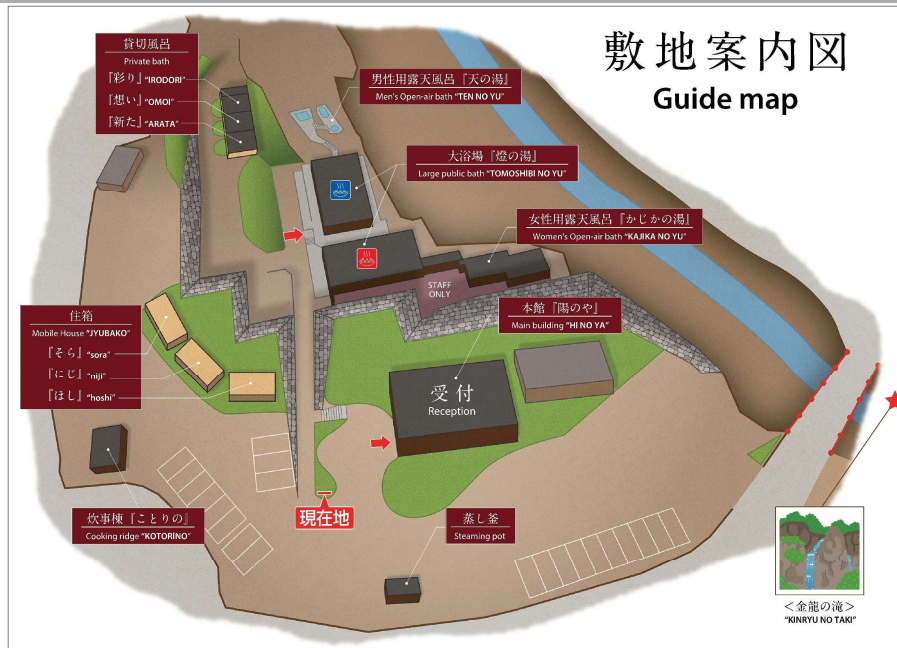 敷地案内図
Guide map
貸切風呂
Private bath
『彩り』"IRODORI"
『想い』"OMOI"
『新た』"ARATA"
男性用露天風呂『天の湯』
Men's Open-air bath "TEN NO YU"
大浴場『燈の湯』
Large public bath "TOMOSHIBI NO YU"
女性用露天風呂『かじかの湯』
Women's Open-air bath "KAJIKA NO YU"
STAFF
ONLY
住箱
Mobile House "JYUBAKO"
『そら』"sora"
『にじ』"niji"
『ほし』"hoshi"
本館『陽のや』
Main building "HI NO YA"
受付
Reception
炊事棟『ことりの』
Cooking ridge "KOTORINO"
現在地
蒸し釜
Steaming pot
＜金龍の滝＞
"KINRYU NO TAKI"